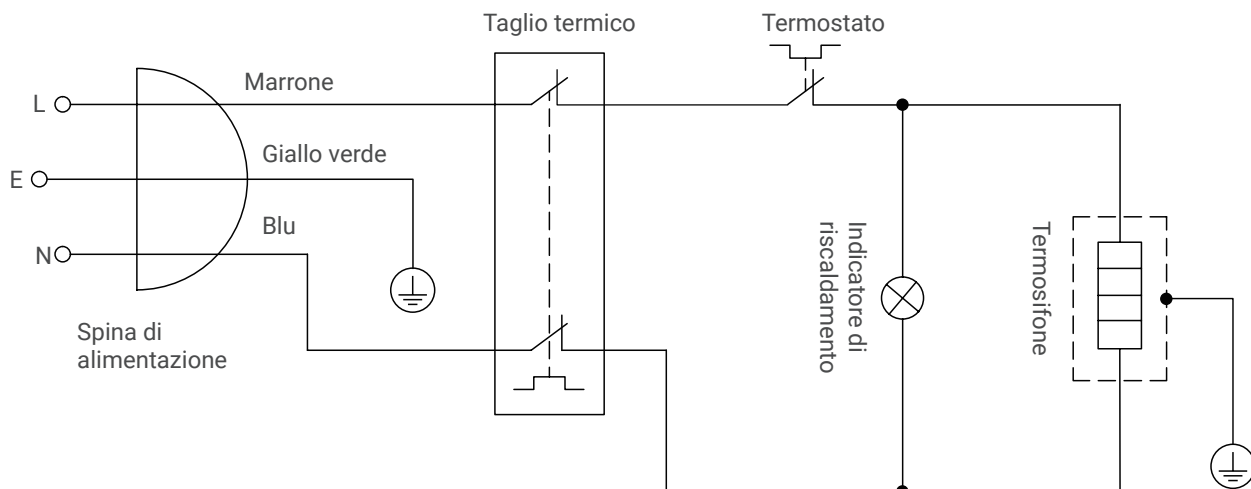 Taglio termico
Termostato
Marrone
L
Giallo verde
E
Blu
N
Indicatore di
riscaldamento
Termosifone
Spina di
alimentazione